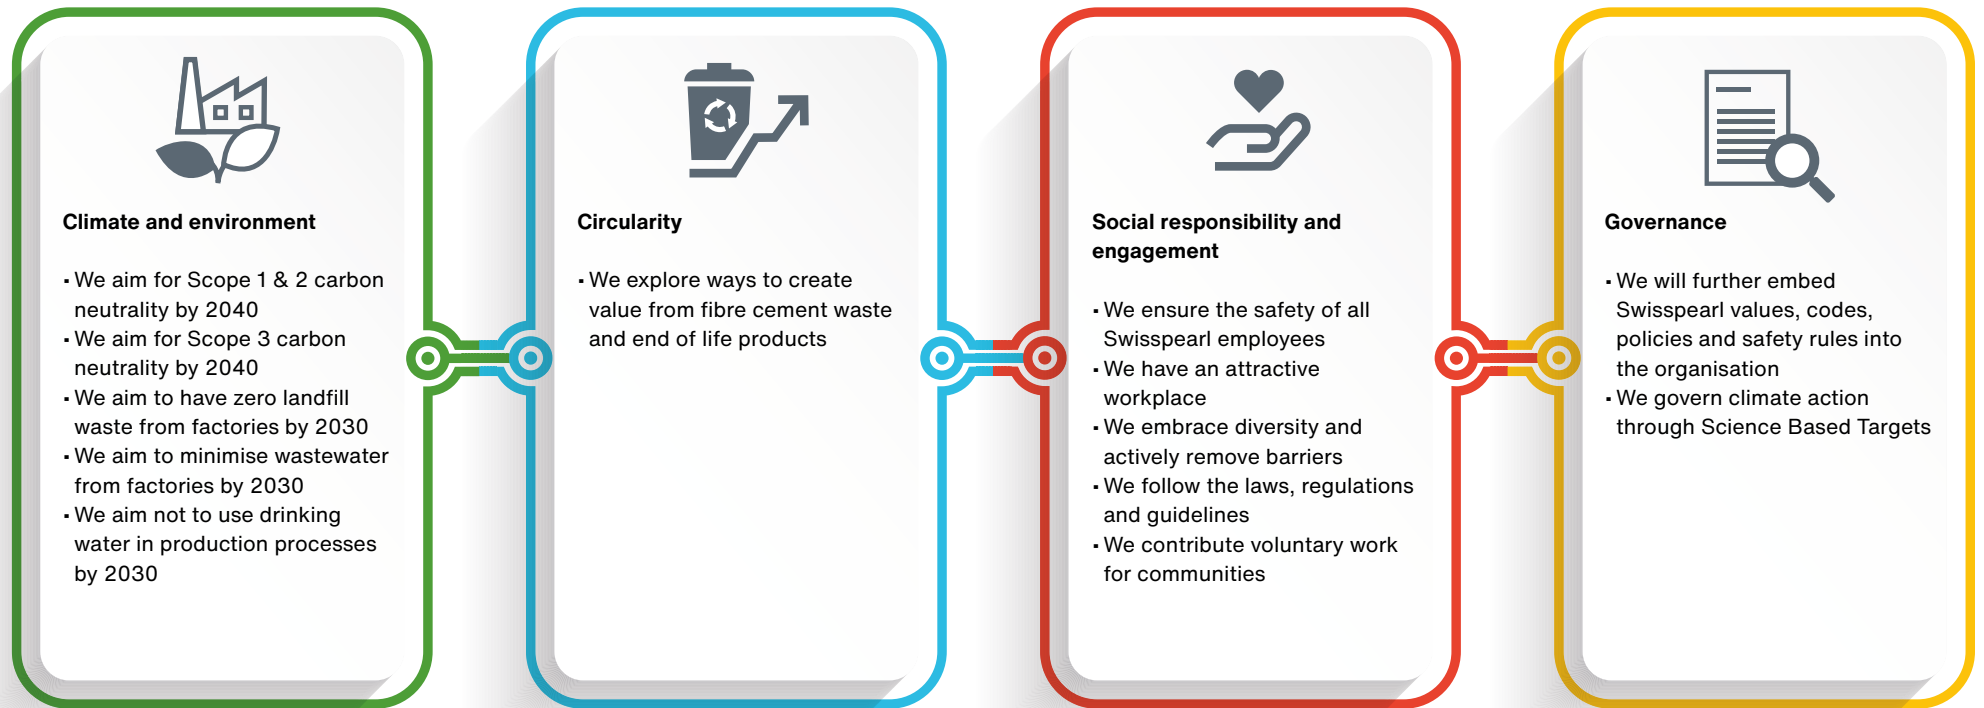 Climate and environment
▪ We aim for Scope 1 & 2 carbon
neutrality by 2040
▪ We aim for Scope 3 carbon
neutrality by 2040
▪ We aim to have zero landfill
waste from factories by 2030
▪ We aim to minimise wastewater
from factories by 2030
▪ We aim not to use drinking
water in production processes
by 2030
Circularity
▪ We explore ways to create
value from fibre cement waste
and end of life products
Social responsibility and
engagement
▪ We ensure the safety of all
Swisspearl employees
▪ We have an attractive
workplace
▪ We embrace diversity and
actively remove barriers
▪ We follow the laws, regulations
and guidelines
▪ We contribute voluntary work
for communities
Governance
▪ We will further embed
Swisspearl values, codes,
policies and safety rules into
the organisation
▪ We govern climate action
through Science Based Targets